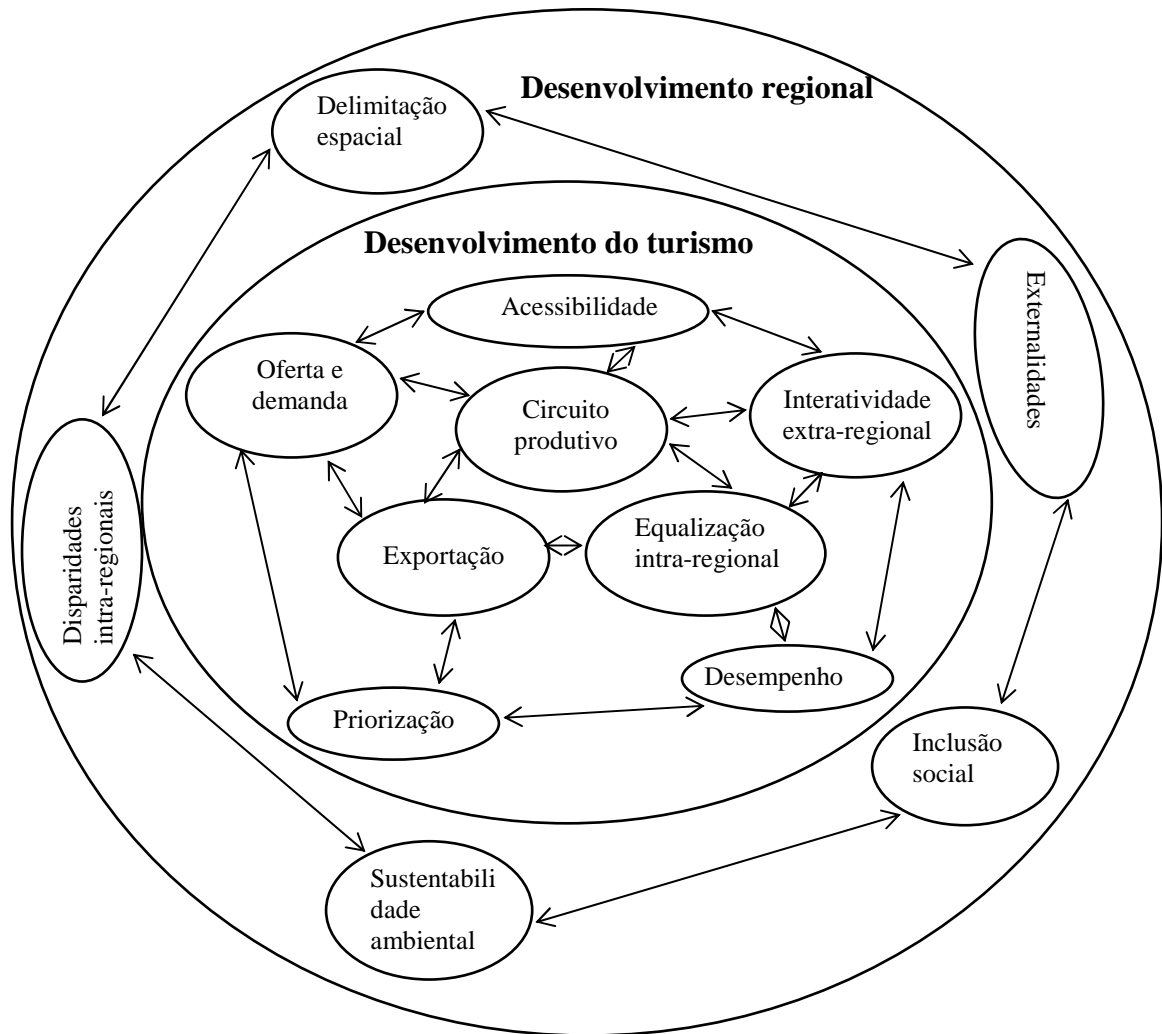 Desenvolvimento regional
Delimitação
espacial
Desenvolvimento do turismo
Externalidades
Acessibilidade
Oferta e
demanda
Circuito
produtivo
Interatividade
extra-regional
Disparidades
intra-regionais
Exportação
Equalização
intra-regional
Desempenho
Priorização
Inclusão
social
Sustentabili
dade
ambiental